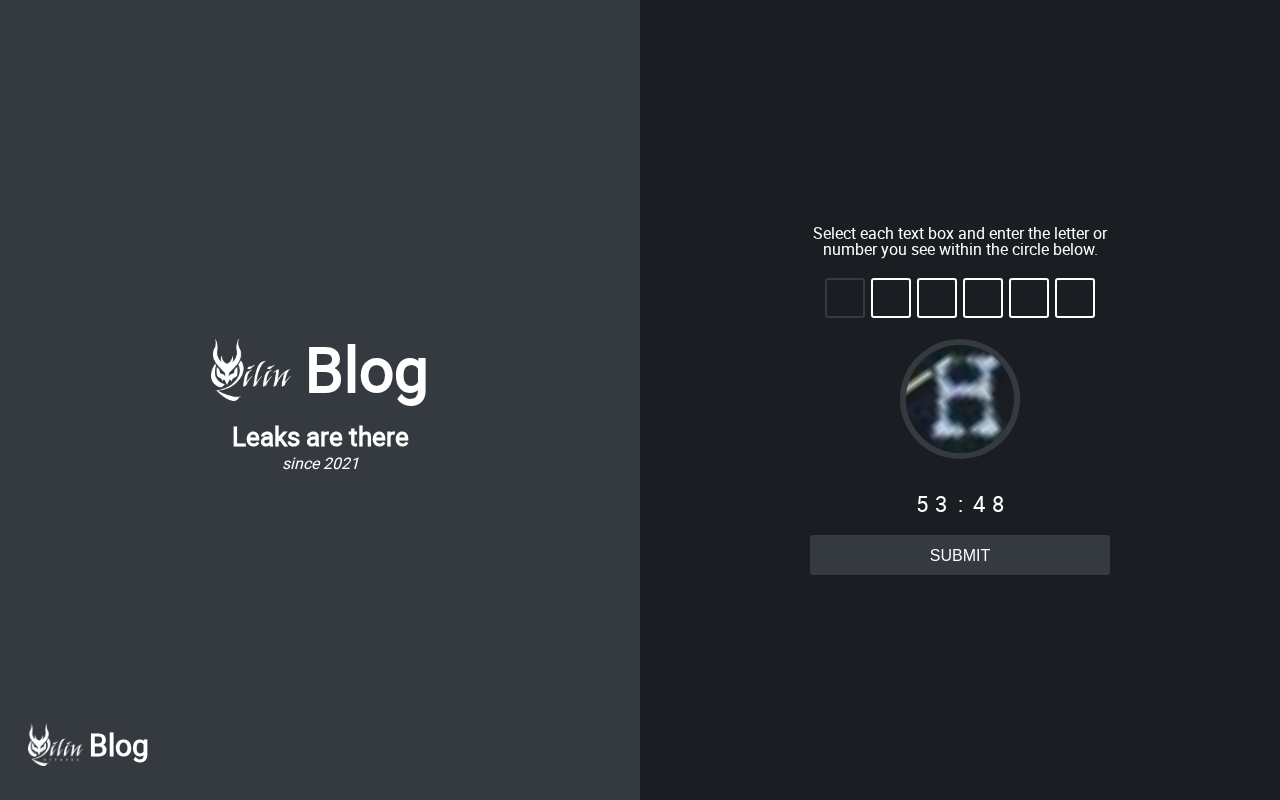 Qilin Blog
Leaks are there
since 2021
Qilin Blog
Select each text box and enter the letter or
number you see within the circle below.
53:48
SUBMIT